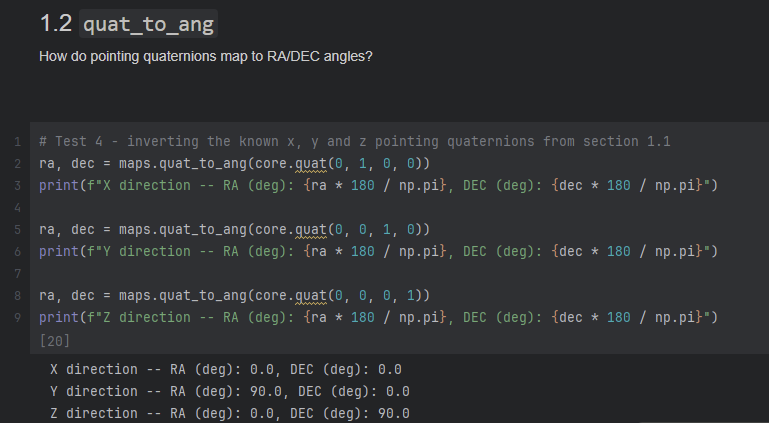 1.2 quat_to_ang
How do pointing quaternions map to RA/DEC angles?
1 # Test 4 - inverting the known x, y and z pointing quaternions from section 1.1
2 ra, dec = maps.quat_to_ang(core.quat(0, 1, 0, 0))
3 print(f"X direction -- RA (deg): {ra * 180 / np.pi}, DEC (deg): {dec * 180 / np.pi}")
4
5 ra, dec = maps.quat_to_ang(core.quat(0, 0, 1, 0))
6 print(f"Y direction -- RA (deg): {ra * 180 / np.pi}, DEC (deg): {dec * 180 / np.pi}")
7
8 ra, dec = maps.quat_to_ang(core.quat(0, 0, 0, 1))
9 print(f"Z direction -- RA (deg): {ra * 180 / np.pi}, DEC (deg): {dec * 180 / np.pi}")
[20]
X direction -- RA (deg): 0.0, DEC (deg): 0.0
Y direction -- RA (deg): 90.0, DEC (deg): 0.0
Z direction -- RA (deg): 0.0, DEC (deg): 90.0